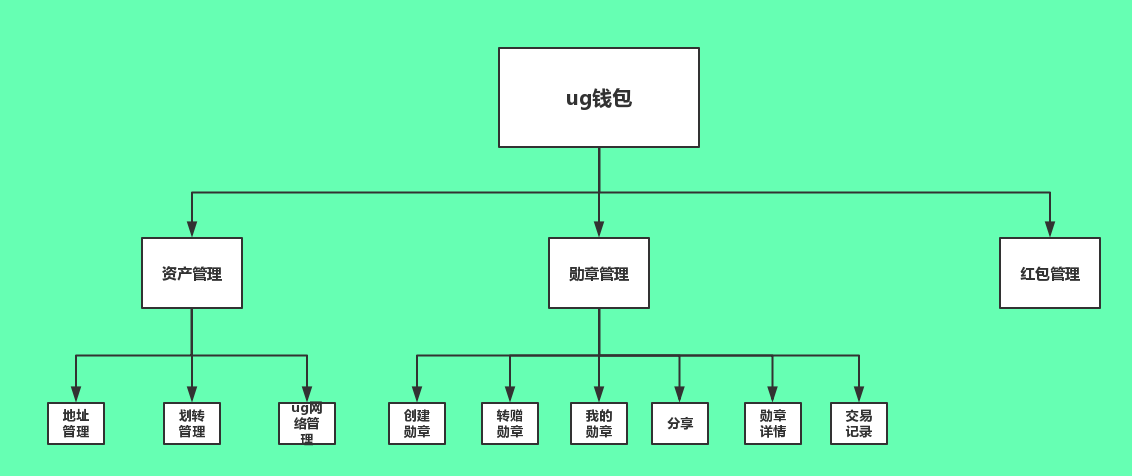 ug钱包
资产管理
勋章管理
红包管理
地址
管理
划转
管理
ug网
络管
理
创建
勋章
转赠
勋章
我的
勋章
分享
勋章
详情
交易
记录